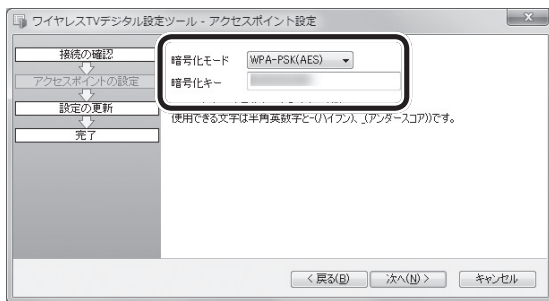 ワイヤレスTVデジタル設定ツール - アクセスポイント設定
接続の確認
アクセスポイントの設定
設定の更新
完了
暗号化モード WPA-PSK(AES)
暗号化キー
使用できる文字は半角英数字と-(ハイフン)、_(アンダースコア)です。
< 戻る(B)
次へ(N) >
キャンセル